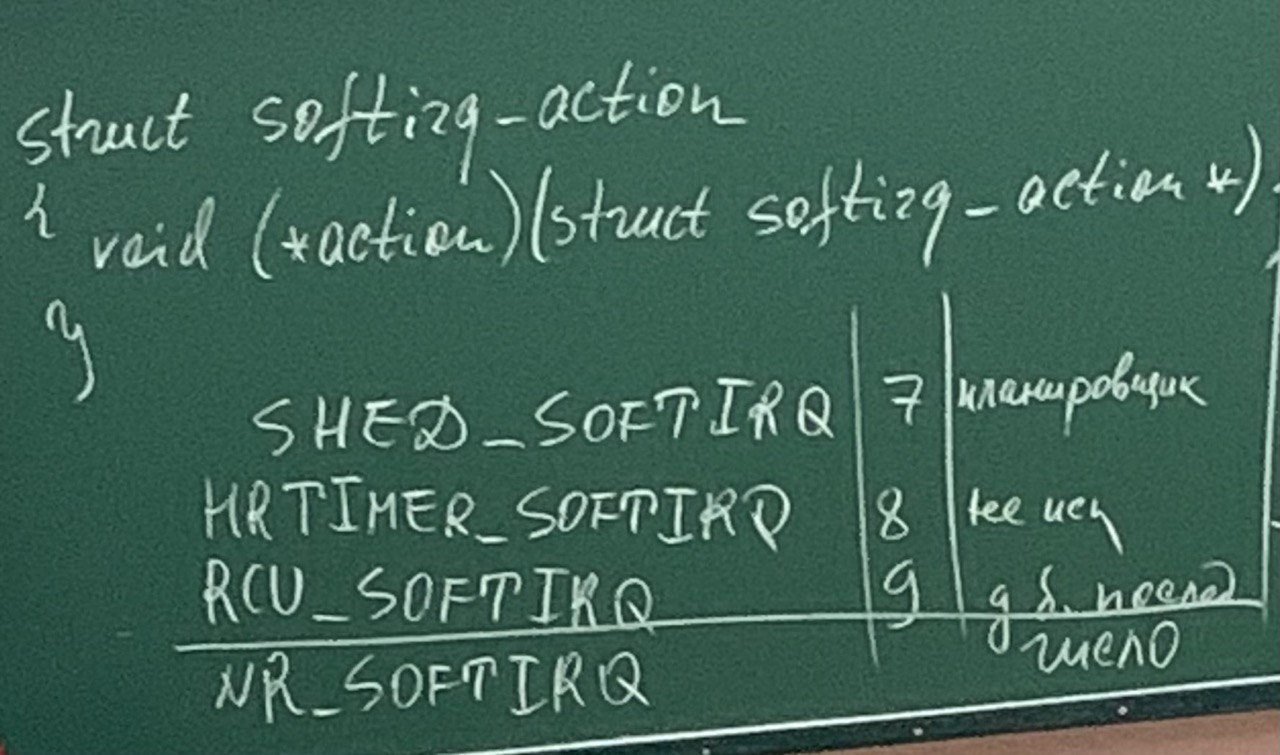 struct softirq_action
{ void (*action)(struct softirq_action *)
}
SHED_SOFTIRQ | 7 | планировщик
HRTIMER_SOFTIRQ | 8 | не исп
RCU_SOFTIRQ | 9 | д. б. послед
NR_SOFTIRQ число